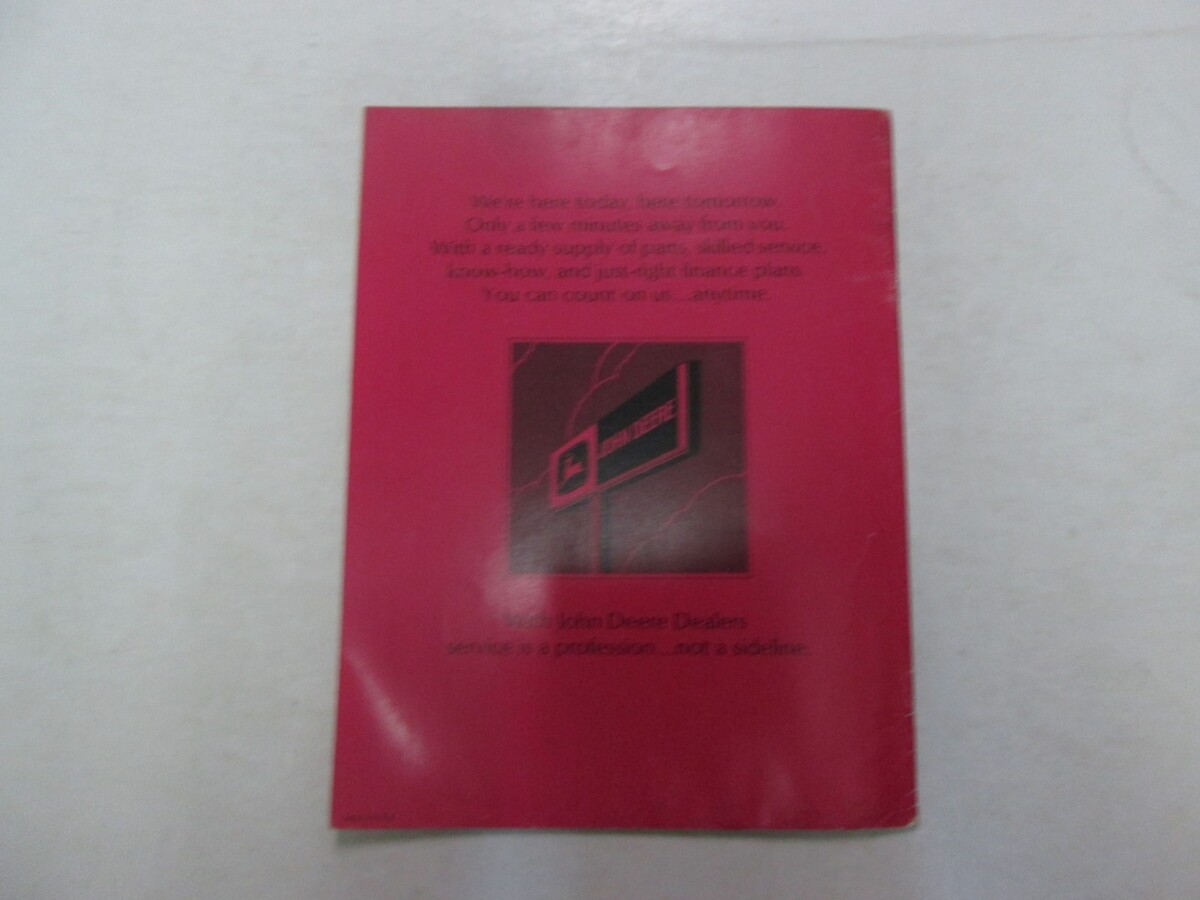 We're here today, here tomorrow.
Only a few minutes away from you.
With a ready supply of parts, skilled service,
know-how, and just-right finance plans.
You can count on us...anytime.
JOHN DEERE
With John Deere Dealers
service is a profession...not a sideline.